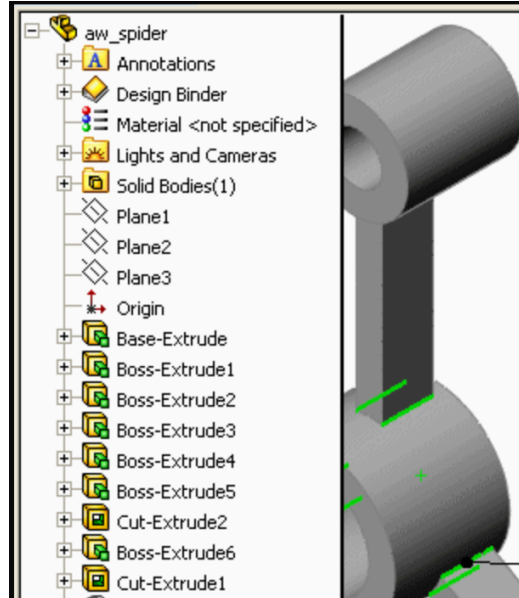 aw_spider
A Annotations
Design Binder
Material <not specified>
Lights and Cameras
Solid Bodies(1)
Plane1
Plane2
Plane3
Origin
Base-Extrude
Boss-Extrude1
Boss-Extrude2
Boss-Extrude3
Boss-Extrude4
Boss-Extrude5
Cut-Extrude2
Boss-Extrude6
Cut-Extrude1